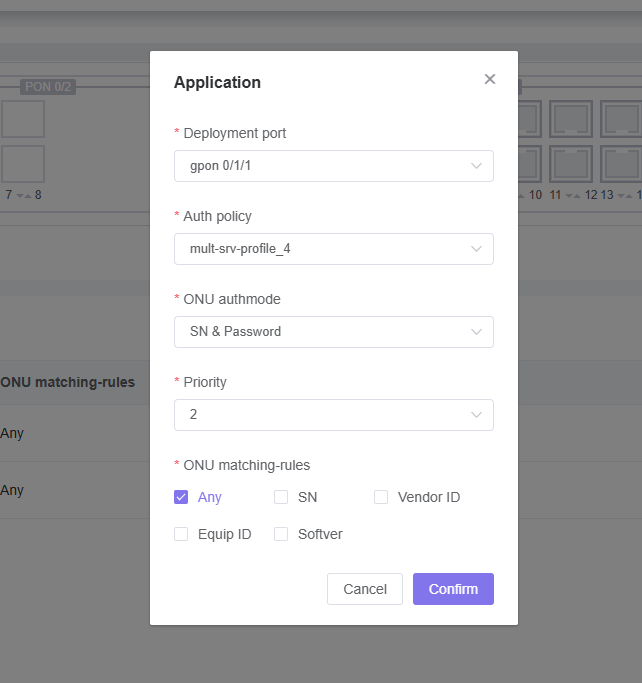 PON 0/2
7 8
10 11 12 13 1
Application
* Deployment port
gpon 0/1/1
* Auth policy
mult-srv-profile_4
* ONU authmode
SN & Password
* Priority
2
* ONU matching-rules
Any SN Vendor ID
Equip ID Softver
Cancel Confirm
ONU matching-rules
Any
Any